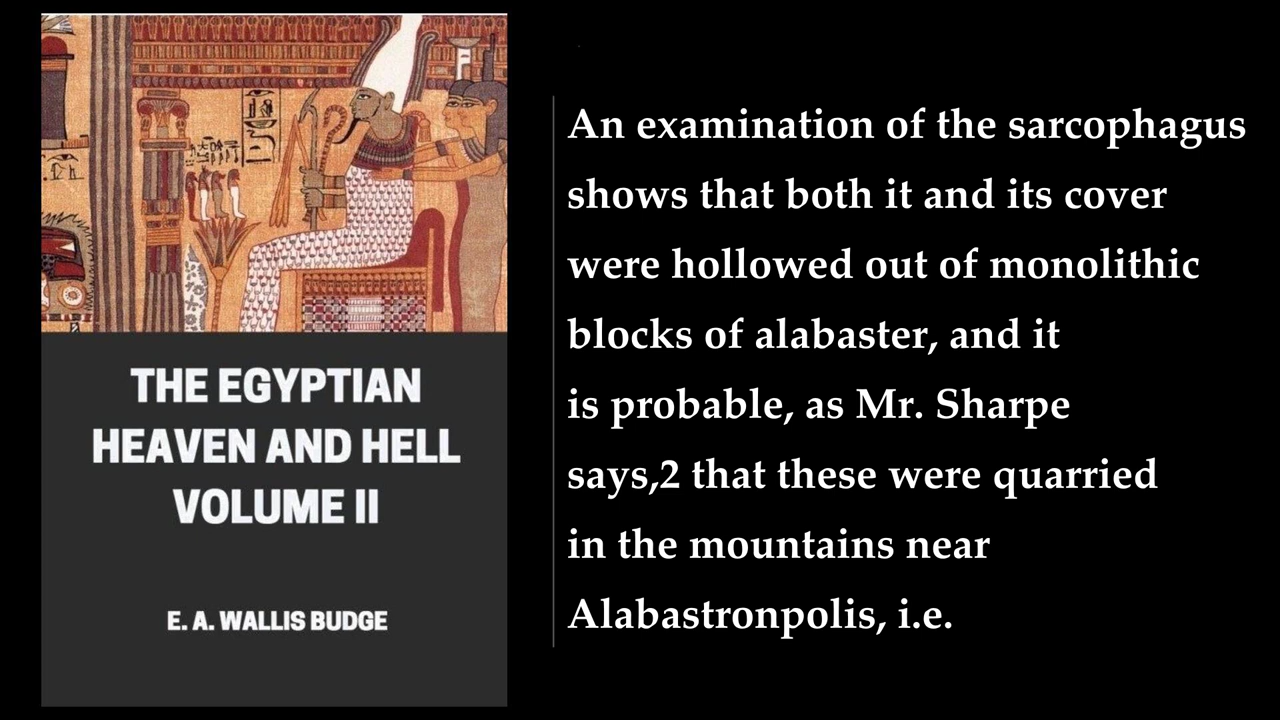 THE EGYPTIAN
HEAVEN AND HELL
VOLUME II
E. A. WALLIS BUDGE
An examination of the sarcophagus
shows that both it and its cover
were hollowed out of monolithic
blocks of alabaster, and it
is probable, as Mr. Sharpe
says,2 that these were quarried
in the mountains near
Alabastronpolis, i.e.